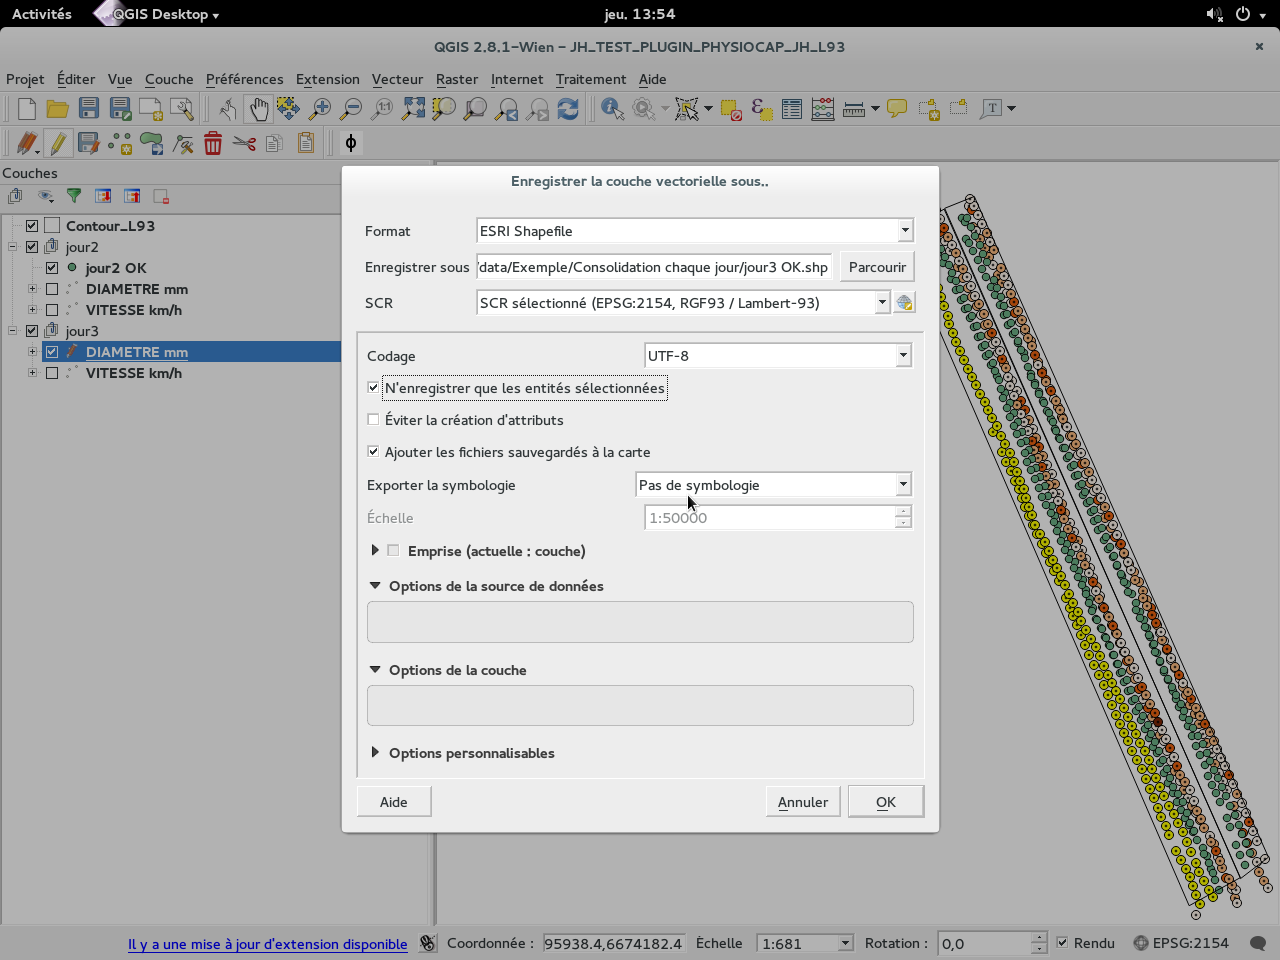 Activités
QGIS Desktop
jeu. 13:54
QGIS 2.8.1-Wien - JH_TEST_PLUGIN_PHYSIOCAP_JH_L93
Projet Éditer Vue Couche Préférences Extension Vecteur Raster Internet Traitement Aide
Couches
Contour_L93
jour2
jour2 OK
DIAMETRE mm
VITESSE km/h
jour3
DIAMETRE mm
VITESSE km/h
Enregistrer la couche vectorielle sous..
Format ESRI Shapefile
Enregistrer sous 'data/Exemple/Consolidation chaque jour/jour3 OK.shp Parcourir
SCR SCR sélectionné (EPSG:2154, RGF93 / Lambert-93)
Codage UTF-8
N'enregistrer que les entités sélectionnées
Éviter la création d'attributs
Ajouter les fichiers sauvegardés à la carte
Exporter la symbologie Pas de symbologie
Échelle 1:50000
Emprise (actuelle : couche)
Options de la source de données
Options de la couche
Options personnalisables
Aide Annuler OK
Il y a une mise à jour d'extension disponible Coordonnée : 95938.4,6674182.4 Échelle 1:681 Rotation : 0,0 Rendu EPSG:2154